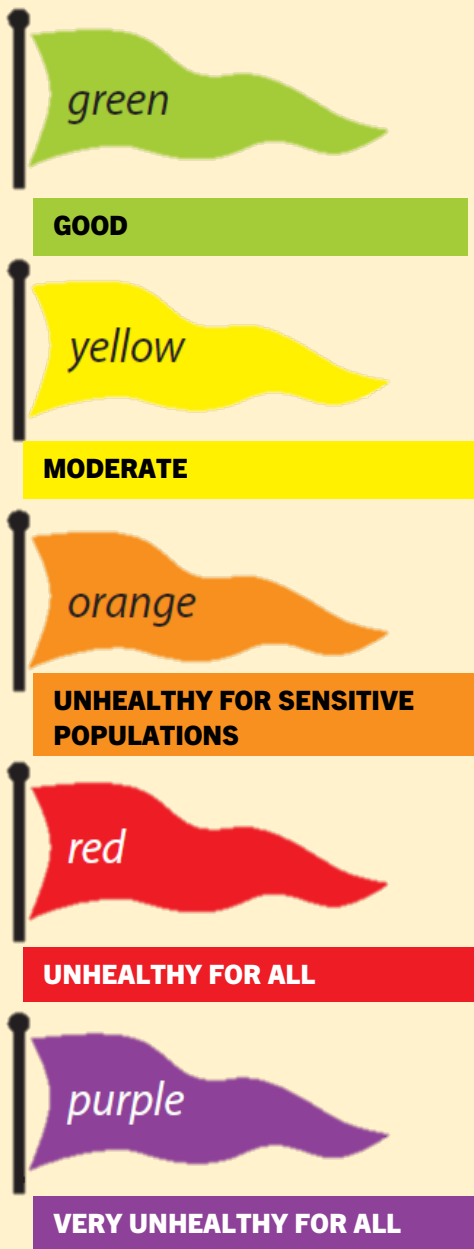 green
GOOD
yellow
MODERATE
orange
UNHEALTHY FOR SENSITIVE
POPULATIONS
red
UNHEALTHY FOR ALL
purple
VERY UNHEALTHY FOR ALL